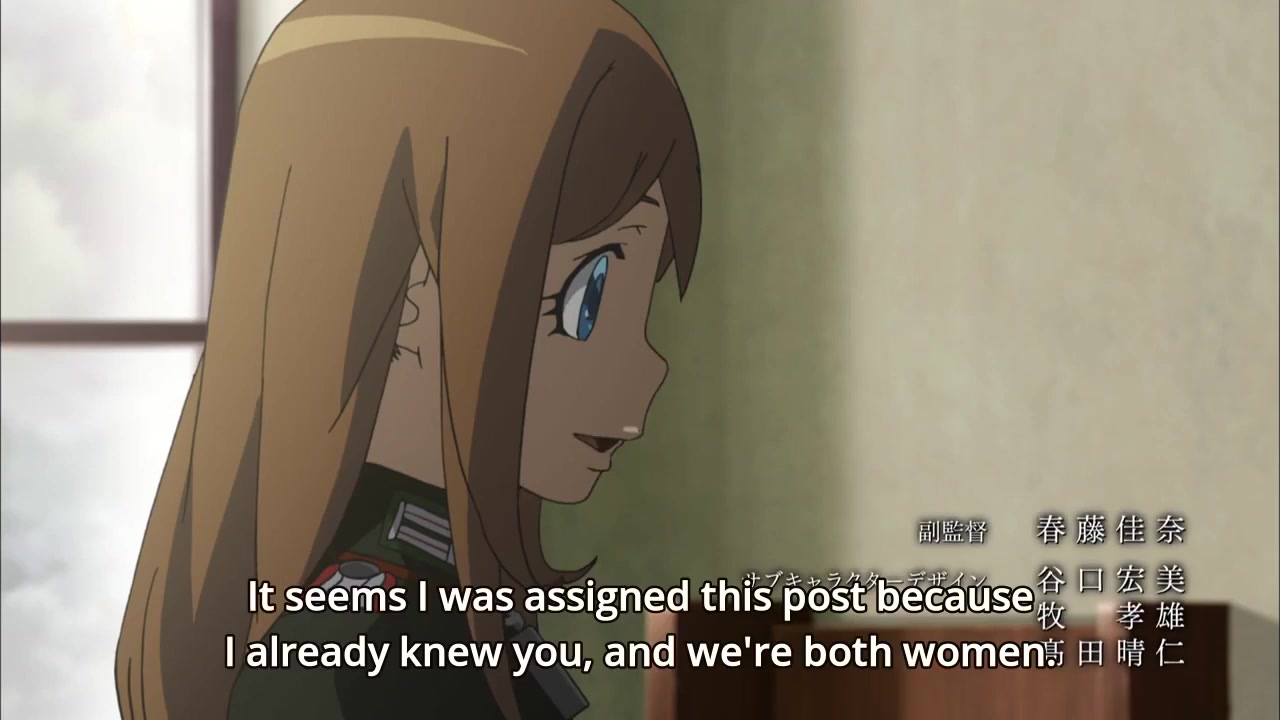 副監督 春藤佳奈
サブキャラクターデザイン 谷口宏美
牧 孝雄
髙田晴仁
It seems I was assigned this post because
I already knew you, and we're both women.